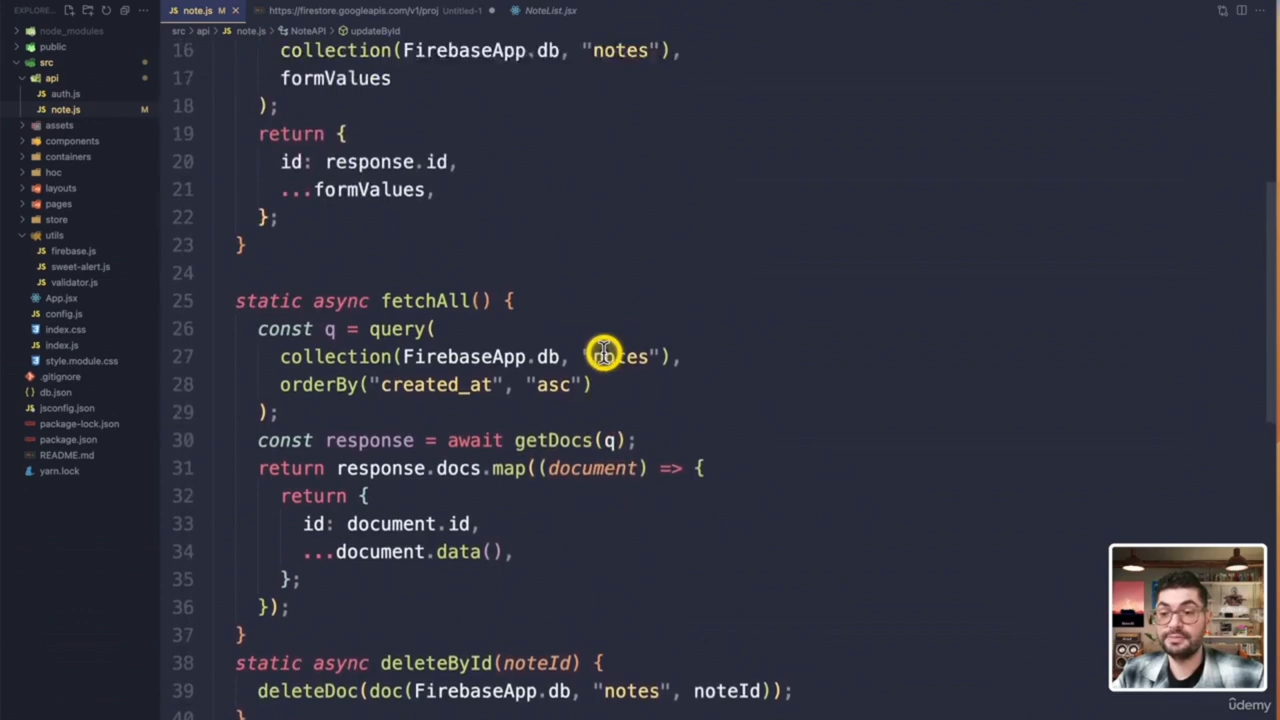 EXPLORE...
node_modules
public
src
api
auth.js
note.js M
assets
components
containers
hoc
layouts
pages
store
utils
firebase.js
sweet-alert.js
validator.js
App.jsx
config.js
index.css
index.js
style.module.css
.gitignore
db.json
jsconfig.json
package-lock.json
package.json
README.md
yarn.lock
note.js M
https://firestore.googleapis.com/v1/proj Untitled-1
NoteList.jsx
src > api > note.js > NoteAPI > updateById
16 collection(FirebaseApp.db, "notes"),
17 formValues
18 );
19 return {
20 id: response.id,
21 ...formValues,
22 };
23 }
24
25 static async fetchAll() {
26 const q = query(
27 collection(FirebaseApp.db, "notes"),
28 orderBy("created_at", "asc")
29 );
30 const response = await getDocs(q);
31 return response.docs.map((document) => {
32 return {
33 id: document.id,
34 ...document.data(),
35 };
36 });
37 }
38 static async deleteById(noteId) {
39 deleteDoc(doc(FirebaseApp.db, "notes", noteId));
40 }
ûdemy